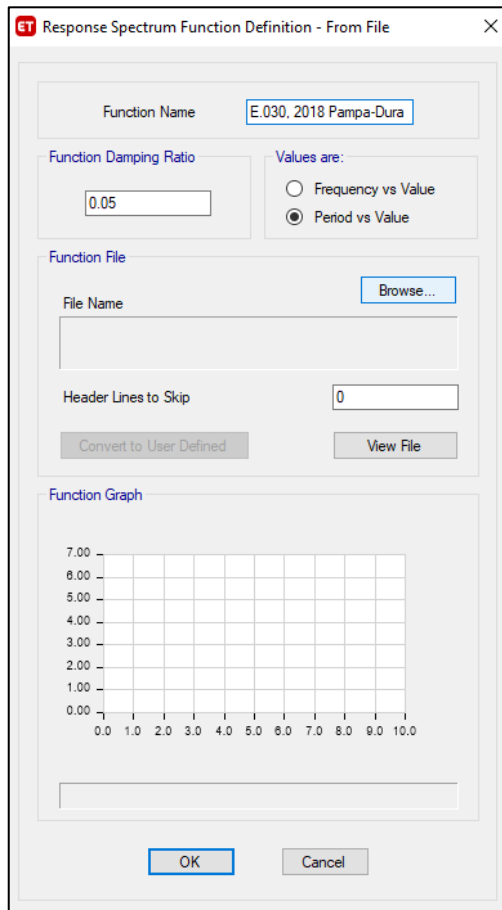 ET Response Spectrum Function Definition - From File
Function Name E.030, 2018 Pampa-Dura
Function Damping Ratio
0.05
Values are:
Frequency vs Value
Period vs Value
Function File
Browse...
File Name
Header Lines to Skip 0
Convert to User Defined View File
Function Graph
7.00
6.00
5.00
4.00
3.00
2.00
1.00
0.00
0.0 1.0 2.0 3.0 4.0 5.0 6.0 7.0 8.0 9.0 10.0
OK Cancel